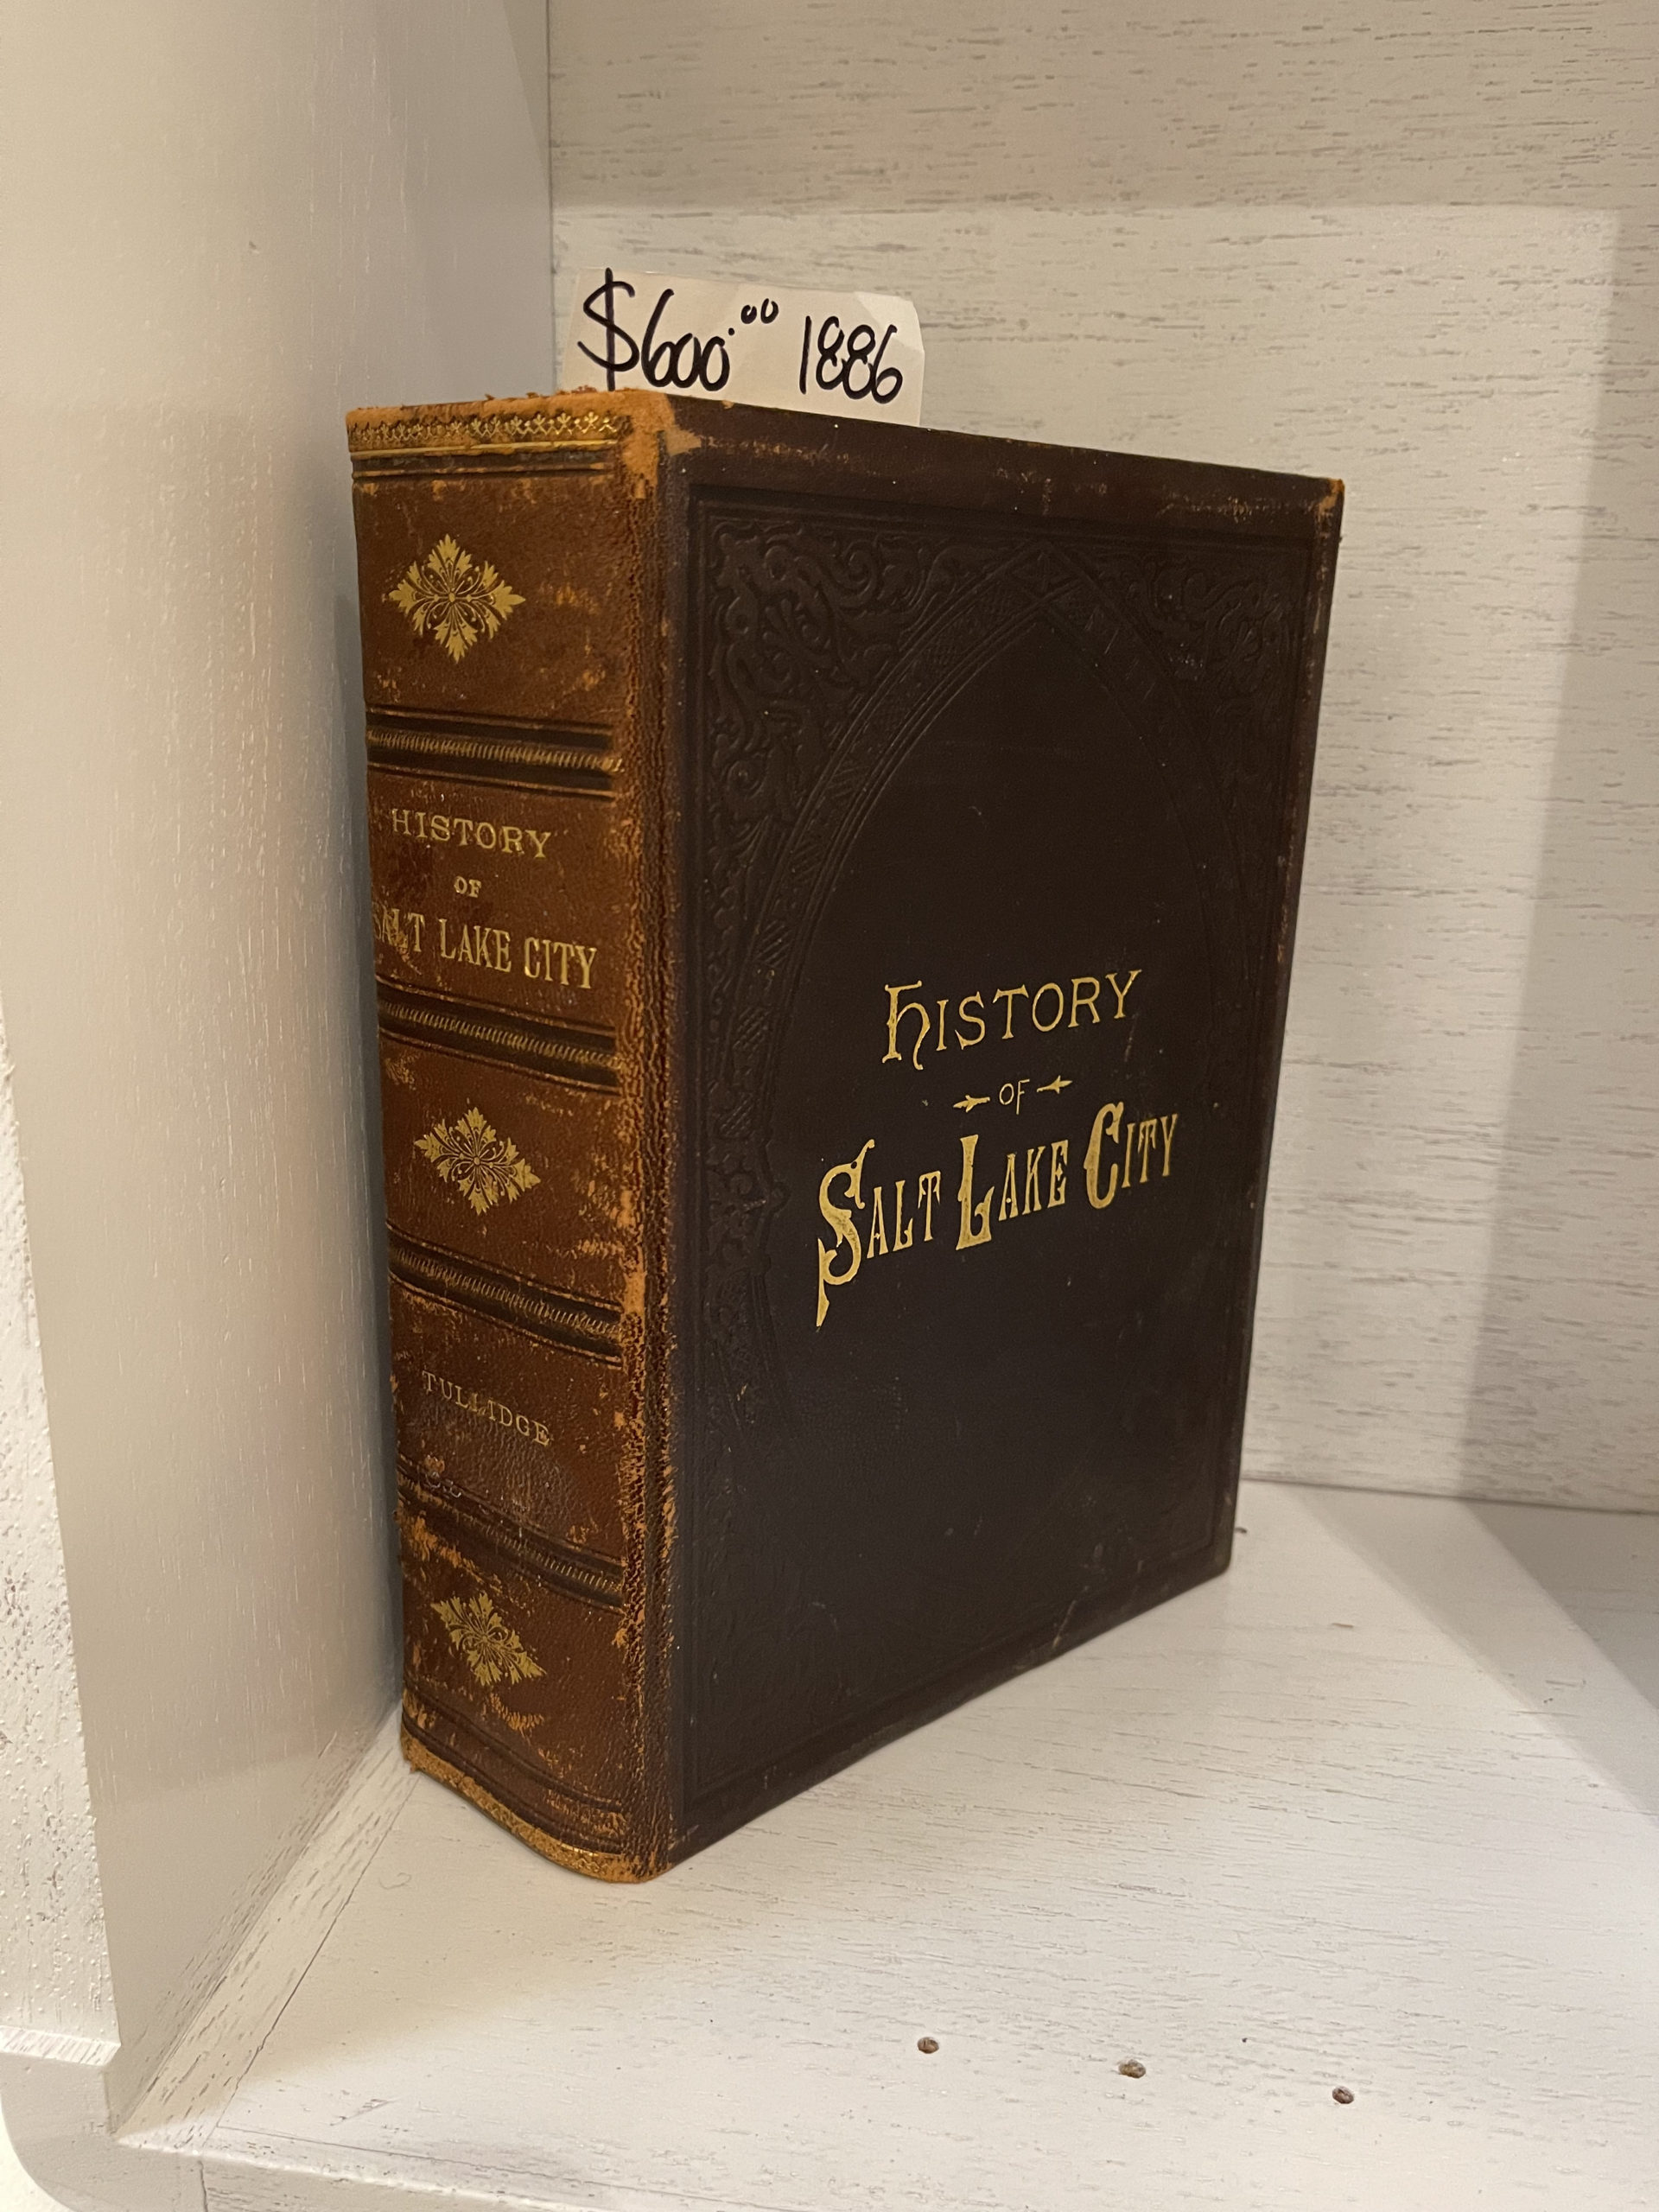 $600.00 1886
HISTORY
OF
SALT LAKE CITY
TULLIDGE
HISTORY
OF
SALT LAKE CITY